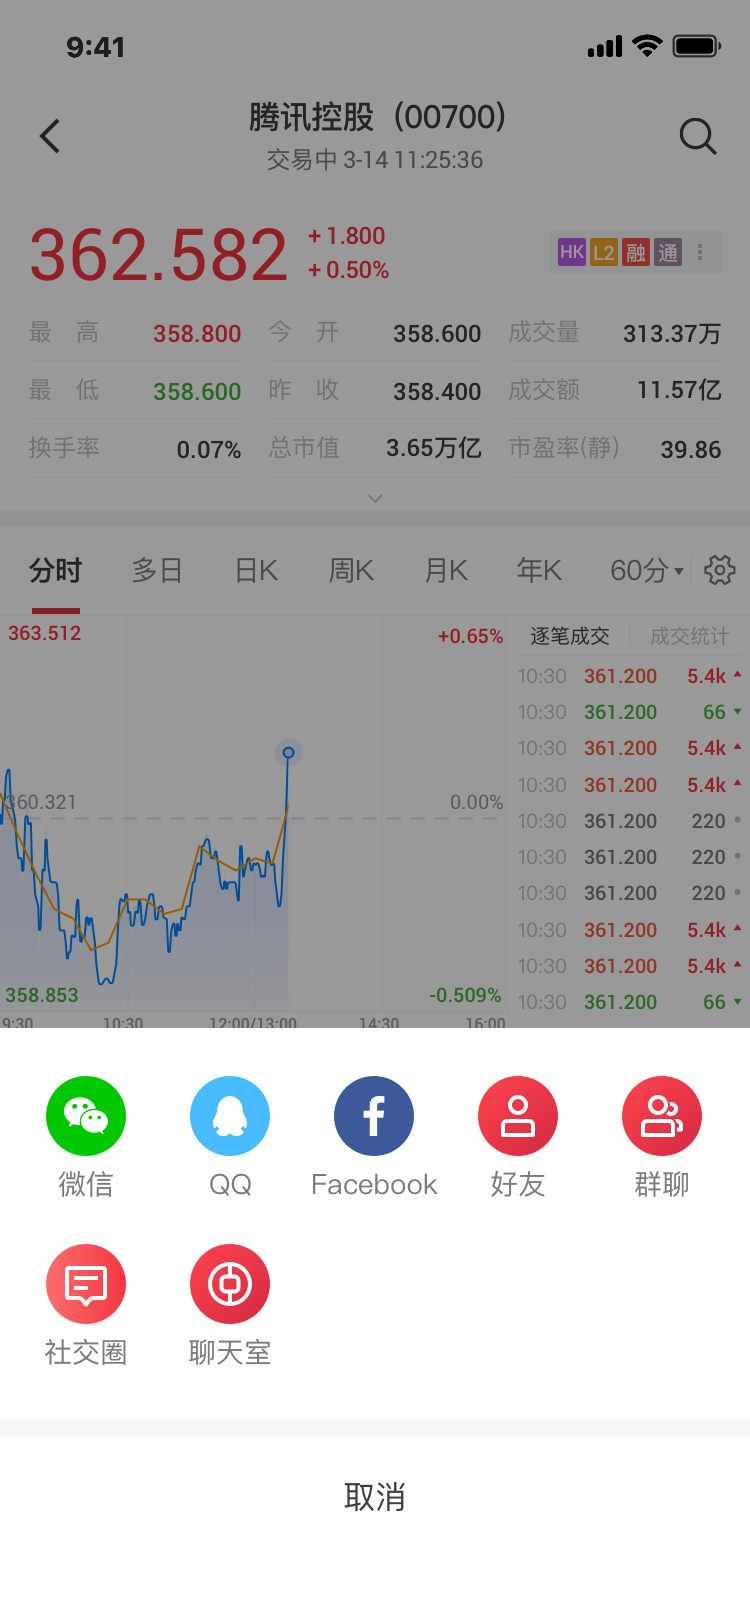 9:41
腾讯控股（00700）
交易中 3-14 11:25:36
362.582
+1.800
+0.50%
HK L2 融 通
最高 358.800 今开 358.600 成交量 313.37万
最低 358.600 昨收 358.400 成交额 11.57亿
换手率 0.07% 总市值 3.65万亿 市盈率(静) 39.86
分时 多日 日K 周K 月K 年K 60分
363.512 +0.65%
360.321 0.00%
358.853 -0.509%
9:30 10:30 12:00/13:00 14:30 16:00
逐笔成交 成交统计
10:30 361.200 5.4k
10:30 361.200 66
10:30 361.200 5.4k
10:30 361.200 5.4k
10:30 361.200 220
10:30 361.200 220
10:30 361.200 220
10:30 361.200 5.4k
10:30 361.200 5.4k
10:30 361.200 66
微信 QQ Facebook 好友 群聊
社交圈 聊天室
取消